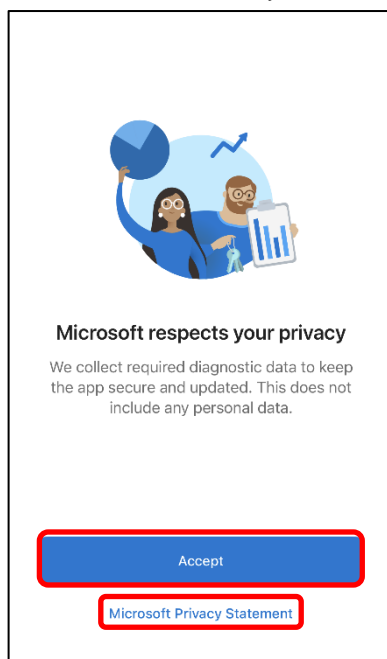 Microsoft respects your privacy
We collect required diagnostic data to keep
the app secure and updated. This does not
include any personal data.
Accept
Microsoft Privacy Statement